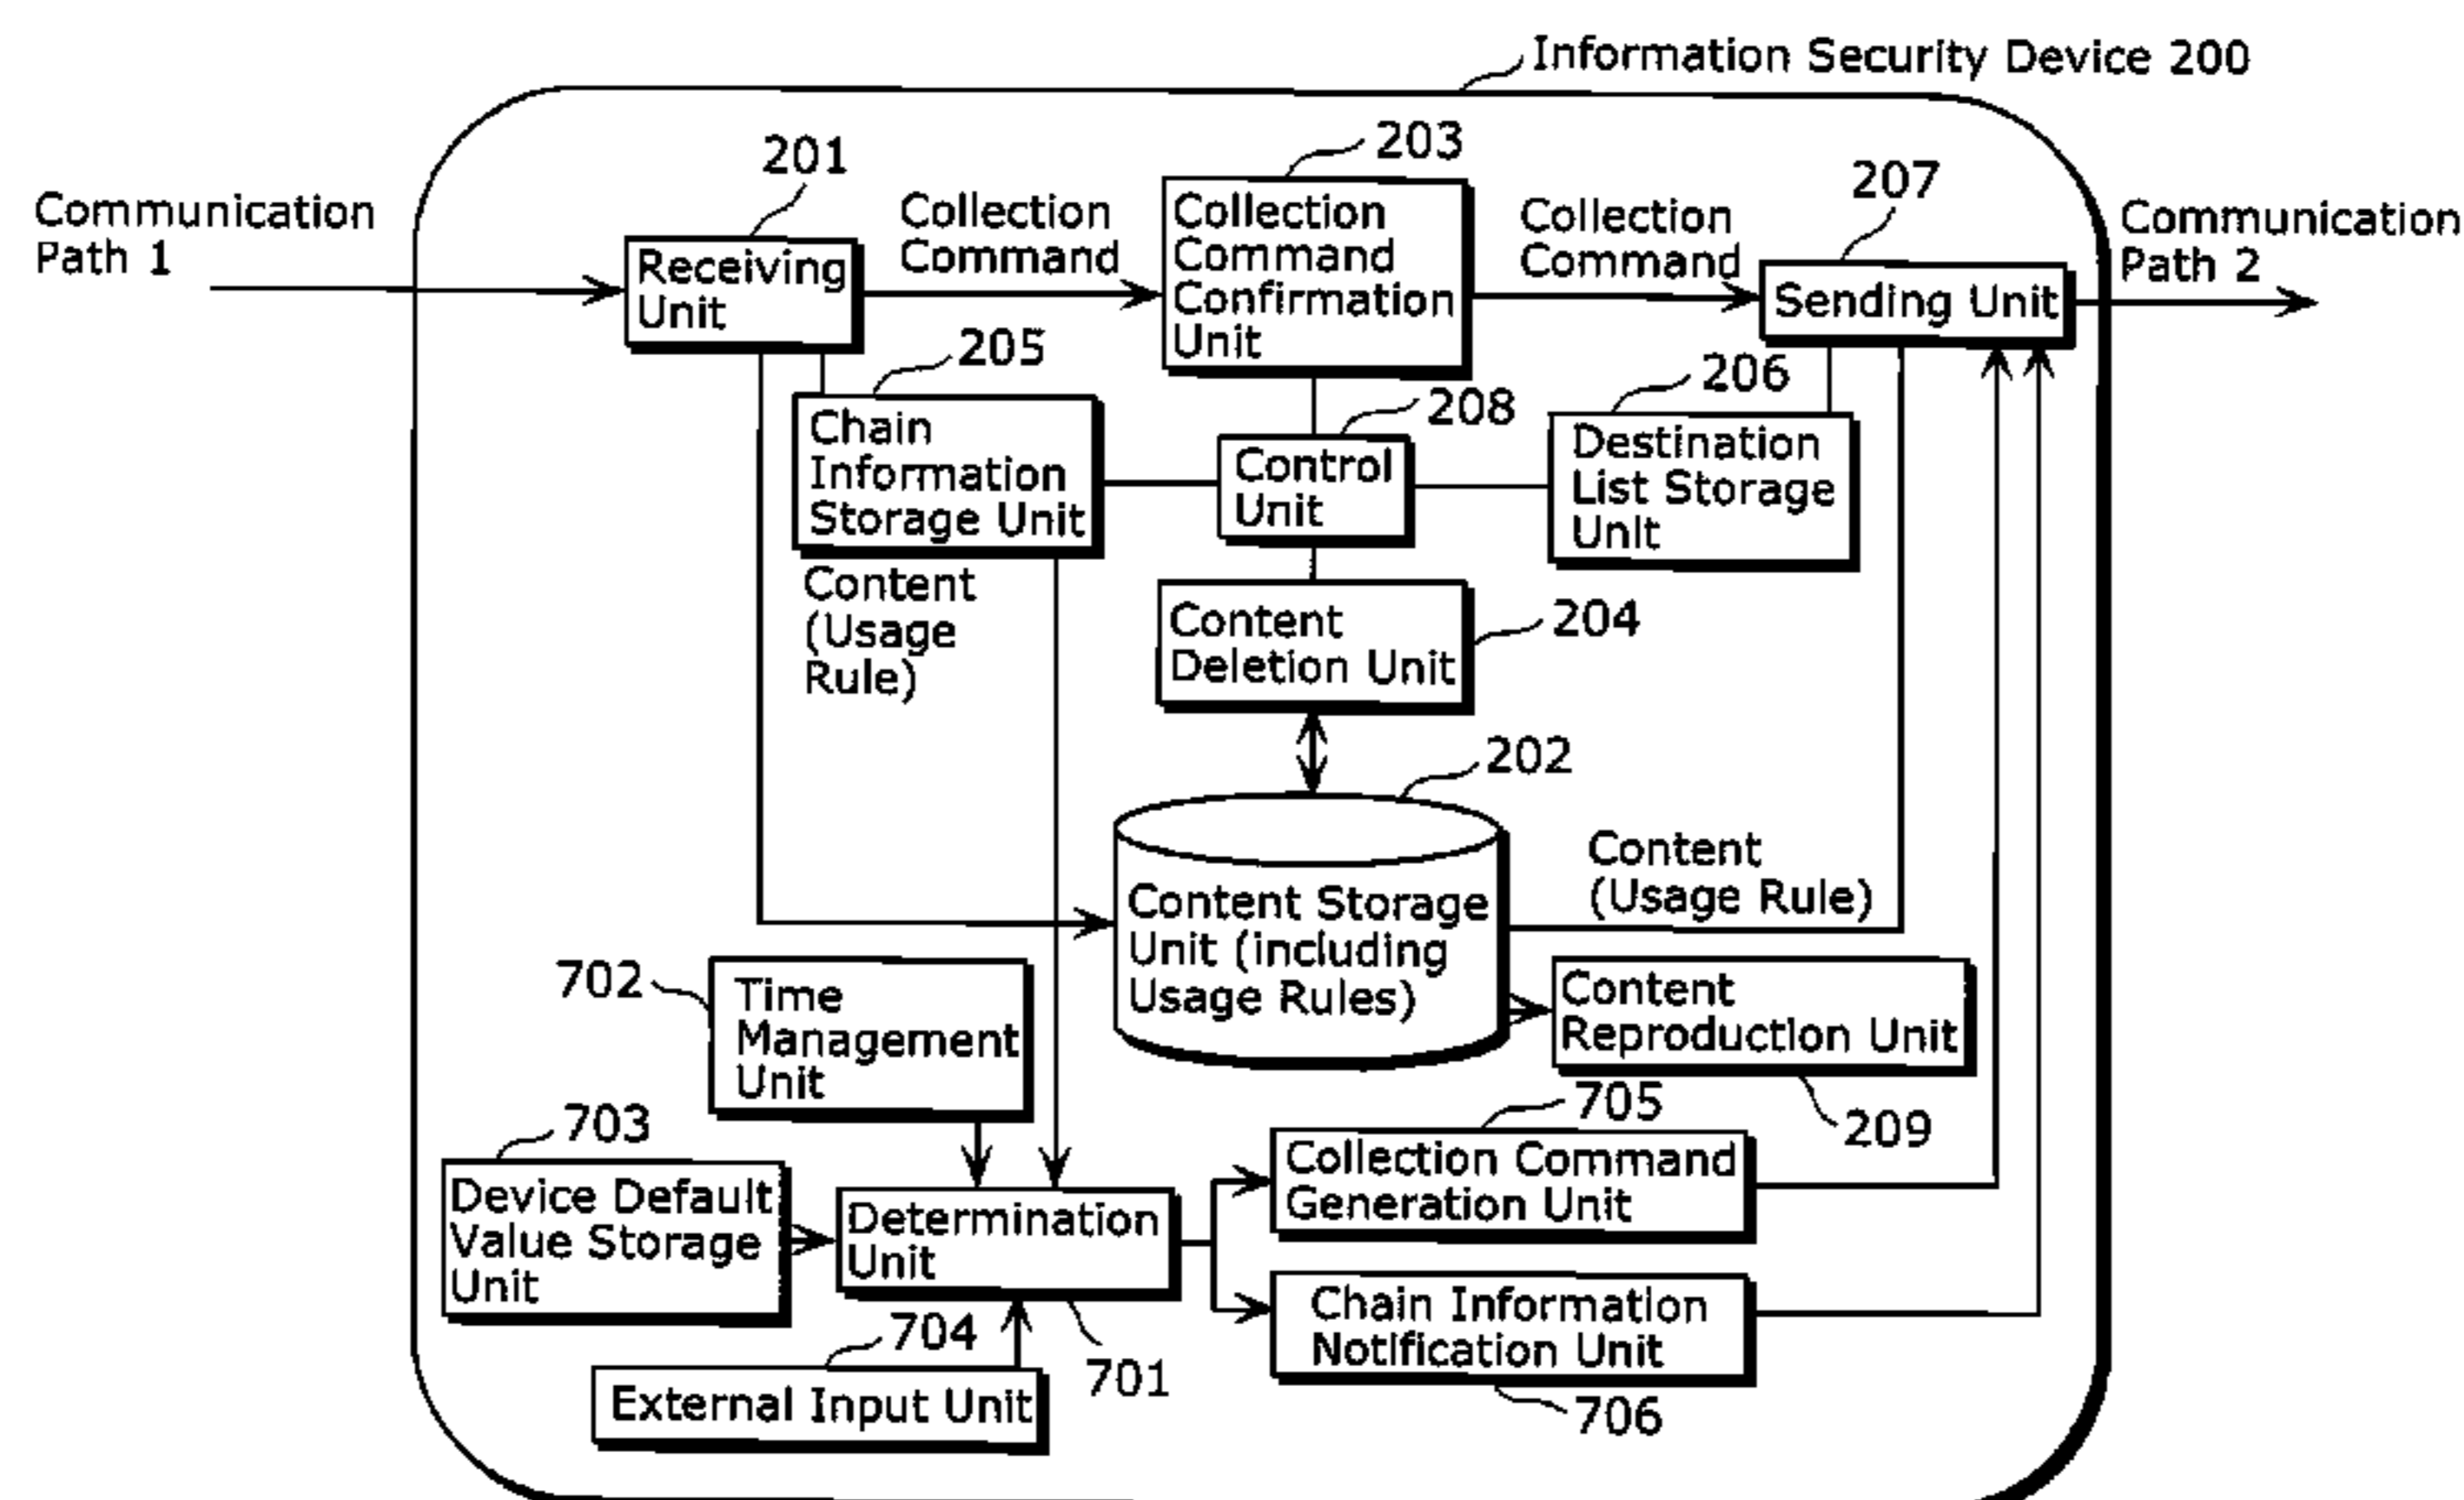 Information Security Device 200
201
203
207
Communication
Path 1
Collection
Command
Collection
Command
Confirmation
Unit
Collection
Command
Communication
Path 2
Receiving
Unit
Sending Unit
205
206
208
Chain
Information
Storage Unit
Control
Unit
Destination
List Storage
Unit
Content
(Usage
Rule)
Content
Deletion Unit
204
202
Content
(Usage Rule)
Content Storage
Unit (including
Usage Rules)
702
Time
Management
Unit
Content
Reproduction Unit
209
703
705
Device Default
Value Storage
Unit
Determination
Unit
Collection Command
Generation Unit
Chain Information
Notification Unit
704
701
706
External Input Unit